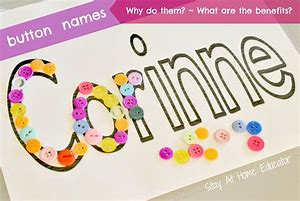 button names
Why do them? ~ What are the benefits?
Corinne
Stay At Home Educator